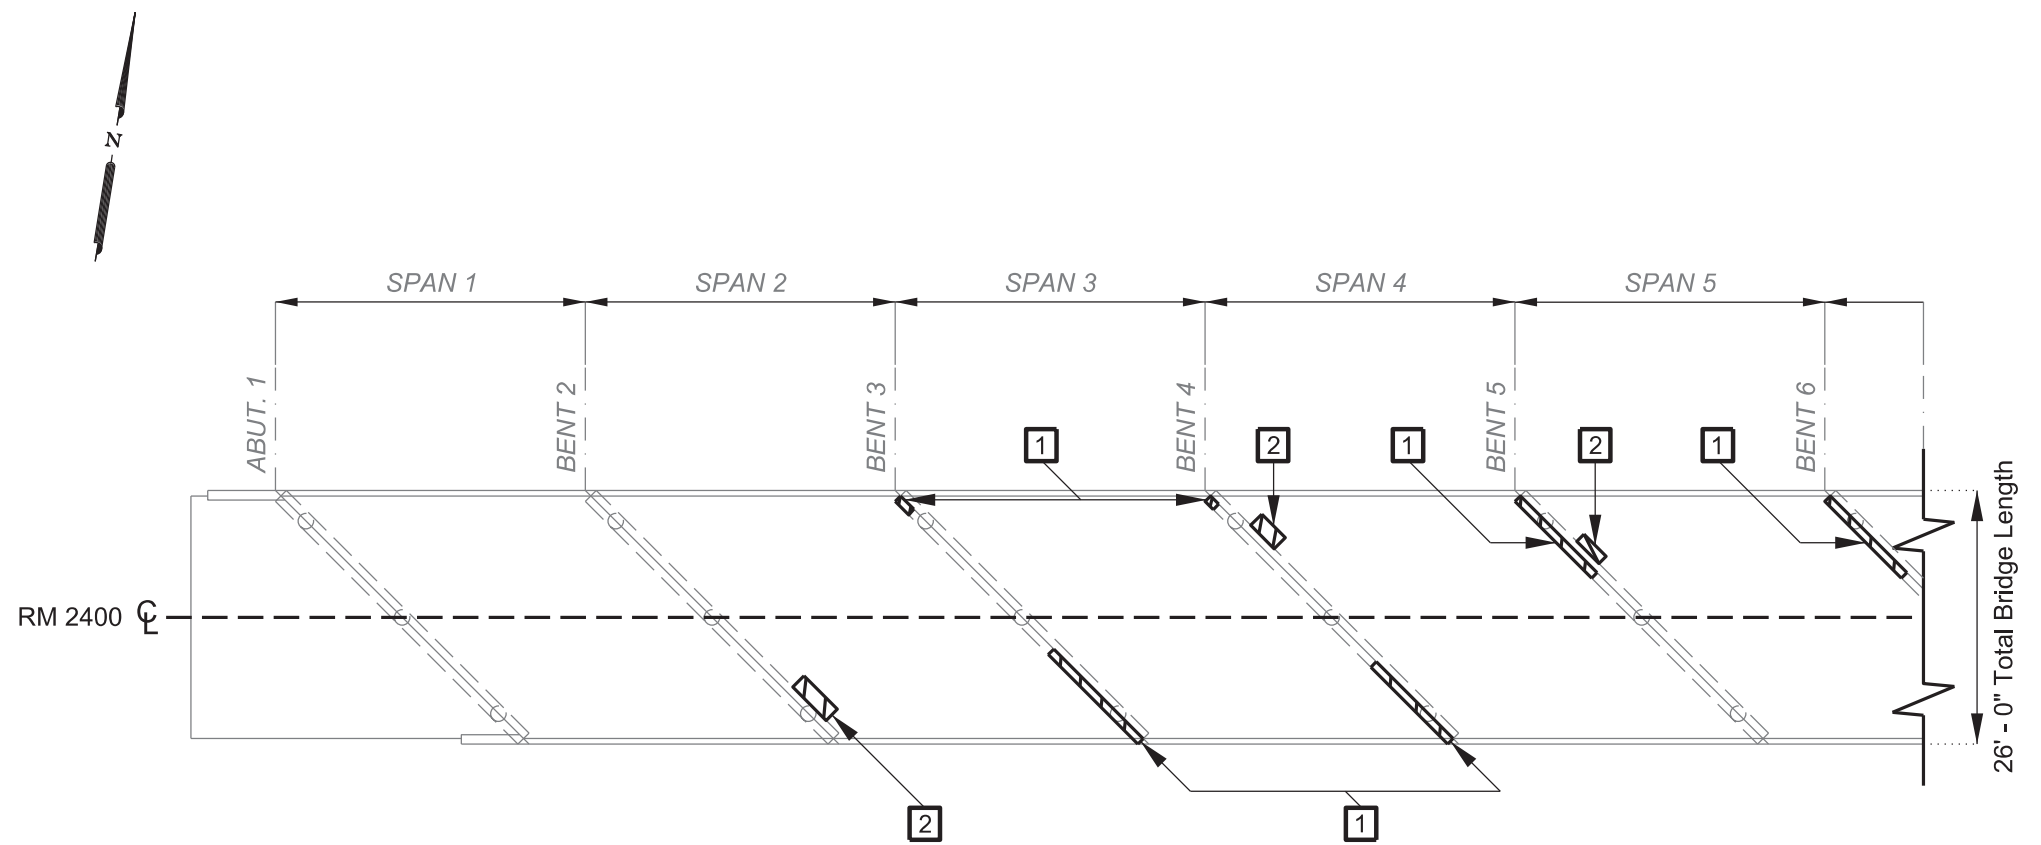 N
SPAN 1
SPAN 2
SPAN 3
SPAN 4
SPAN 5
ABUT. 1
BENT 2
BENT 3
BENT 4
BENT 5
BENT 6
1
2
1
2
1
RM 2400 ℄
26' - 0" Total Bridge Length
2
1